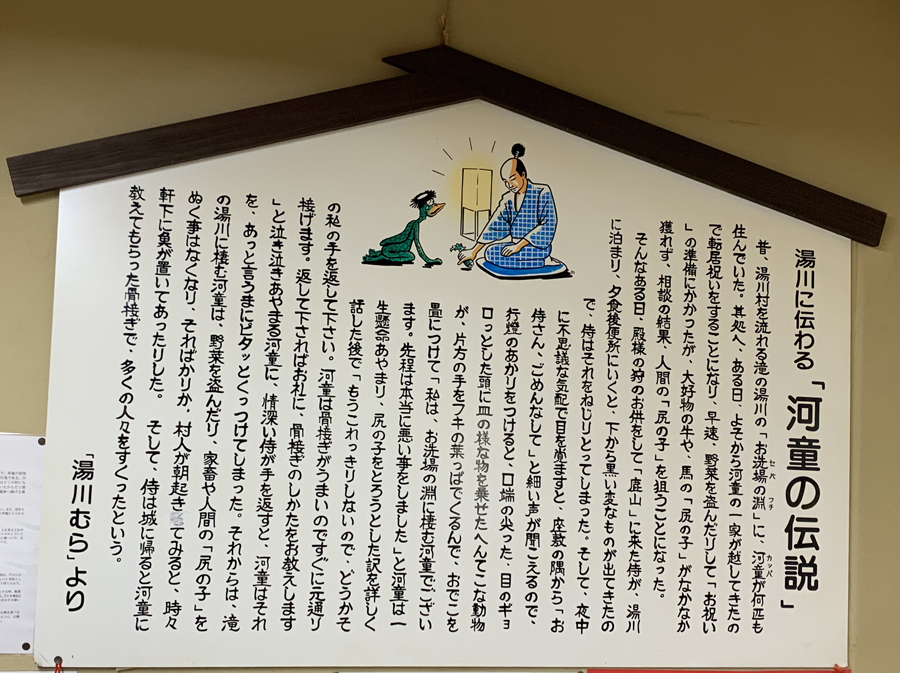 湯川に伝わる「河童の伝説」
昔、湯川村を流れる滝の湯川の「お洗場の淵」に、河童が何匹も
セバ フチ カッパ
住んでいた。其処へ、ある日、よそから河童の一家が越してきたの
で転居祝いをすることになり、早速、野菜を盗んだりして「お祝い
」の準備にかかったが、大好物の牛や、馬の「尻の子」がなかなか
獲れず、相談の結果、人間の「尻の子」を狙うことになった。
そんなある日、殿様の狩のお供をして「庭山」に来た侍が、湯川
に泊まり、夕食後便所にいくと、下から黒い変なものが出てきたの
で、侍はそれをねじりとってしまった。そして、夜中
に不思議な気配で目を覚ますと、座敷の隅から「お
侍さん、ごめんなして」と細い声が聞こえるので、
行燈のあかりをつけると、口端の尖った、目のギョ
ロっとした頭に皿の様な物を乗せたへんてこな動物
が、片方の手をフキの葉っぱでくるんで、おでこを
畳につけて「私は、お洗場の淵に棲む河童でござい
ます。先程は本当に悪い事をしました」と河童は一
生懸命あやまり、尻の子をとろうとした訳を詳しく
話した後で「もうこれっきりしないので、どうかそ
の私の手を返して下さい。河童は骨接ぎがうまいのですぐに元通り
接げます。返して下さればお礼に、骨接ぎのしかたをお教えします
」と泣き泣きあやまる河童に、情深い侍が手を返すと、河童はそれ
を、あっと言うまにピタッとくっつけてしまった。それからは、滝
の湯川に棲む河童は、野菜を盗んだり、家畜や人間の「尻の子」を
ぬく事はなくなり、そればかりか、村人が朝起きてみると、時々
軒下に魚が置いてあったりした。 そして、侍は城に帰ると河童に
教えてもらった骨接ぎで、多くの人々をすくったという。
「湯川むら」より